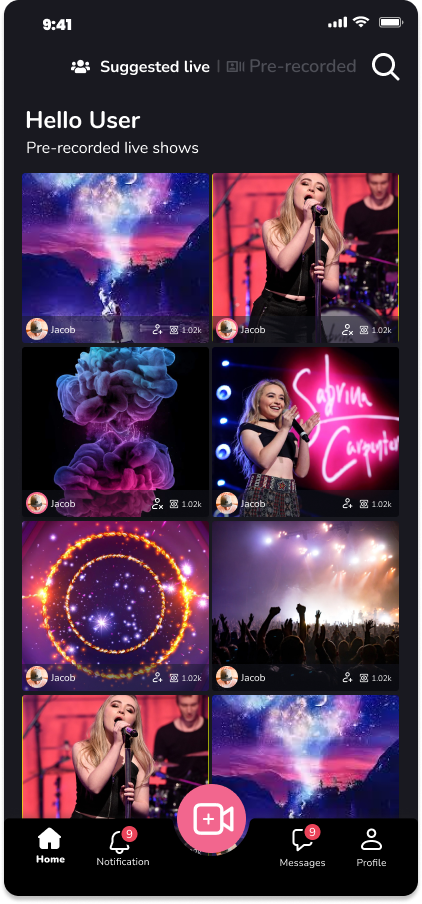 9:41
Suggested live | Pre-recorded
Hello User
Pre-recorded live shows
Jacob 1.02k
Jacob 1.02k
Sabrina
Carpenter
Jacob 1.02k
Jacob 1.02k
Jacob 1.02k
Jacob 1.02k
9
9
Home
Notification
Messages
Profile